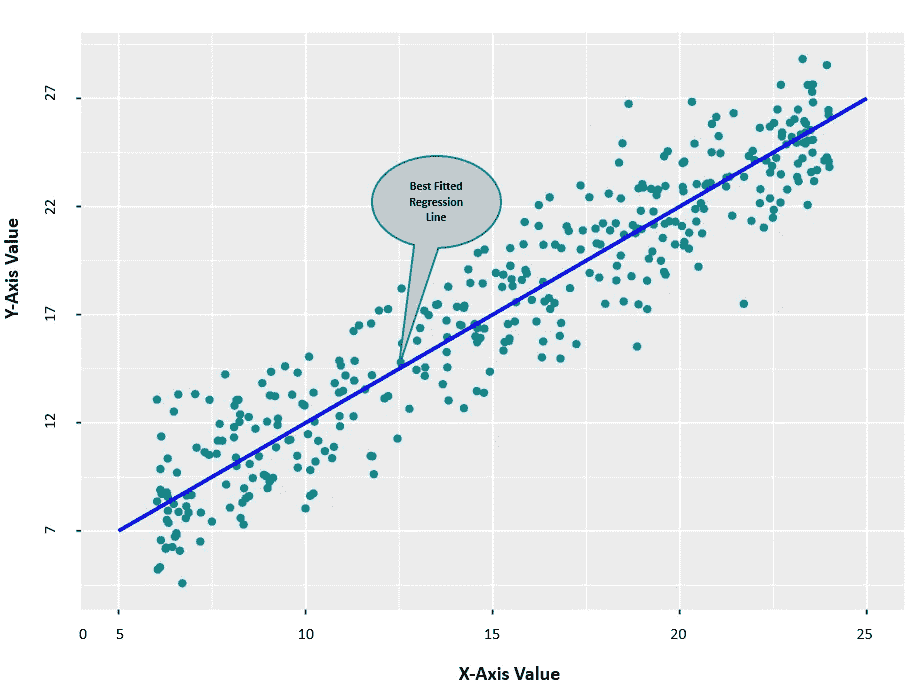 27
22
17
12
7
Y-Axis Value
Best Fitted
Regression
Line
0 5 10 15 20 25
X-Axis Value